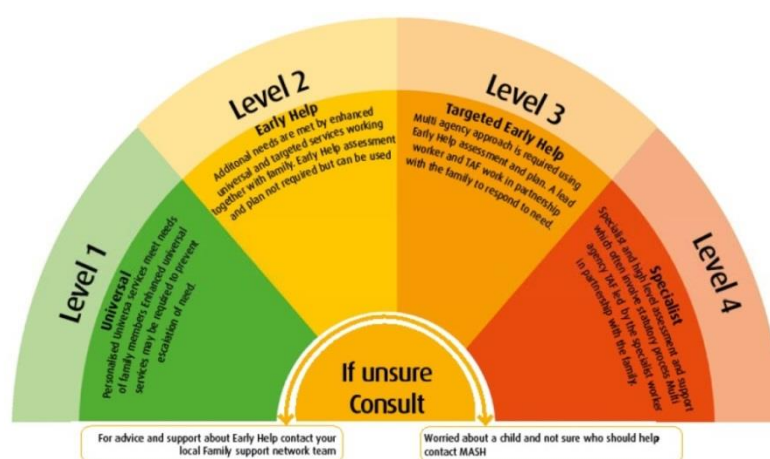 Level 1
Universal
Personalised Universa services meet needs
of family members Enhanced universal
services may be required to prevent
escalation of need.
Level 2
Early Help
Additonal needs are met by enhanced
universal and targeted services working
together with family. Early Help assessment
and plan not required but can be used
Level 3
Targeted Early Help
Multi agency approach is required using
Early Help assessment and plan. A lead
worker and TAF work in partnership
with the family to respond to need.
Level 4
Specialist
Specialist and high level assessment and support
which often involve statutory process Multi
agency TAF led by the specialist worker
in partnership with the family.
If unsure
Consult
For advice and support about Early Help contact your
local Family support network team
Worried about a child and not sure who should help
contact MASH